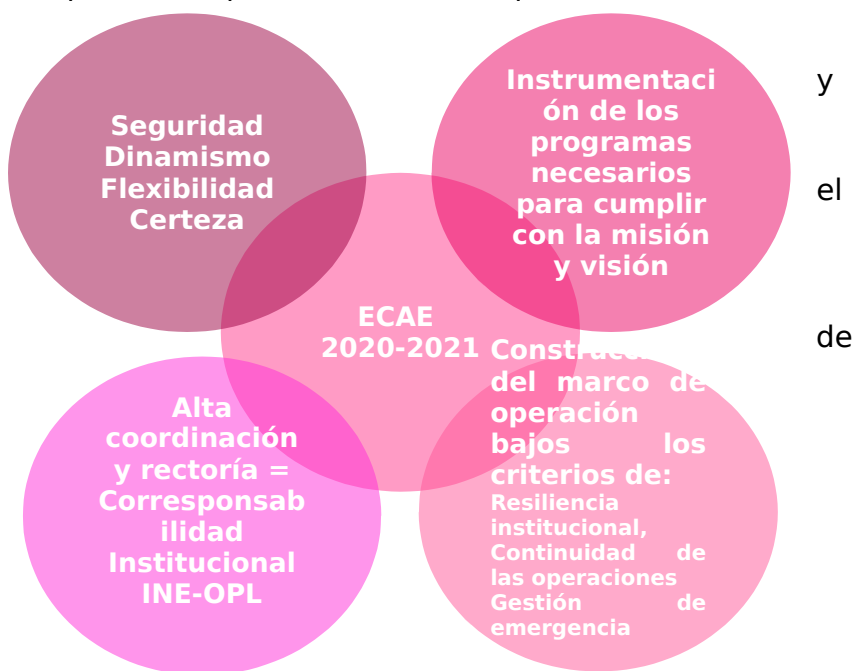 Seguridad
Dinamismo
Flexibilidad
Certeza
Instrumentaci
ón de los
programas
necesarios
para cumplir
con la misión
y visión
y
el
de
ECAE
2020-2021
Alta
coordinación
y rectoría =
Corresponsab
ilidad
Institucional
INE-OPL
del marco de
operación
bajos los
criterios de:
Resiliencia
institucional,
Continuidad de
las operaciones
Gestión de
emergencia